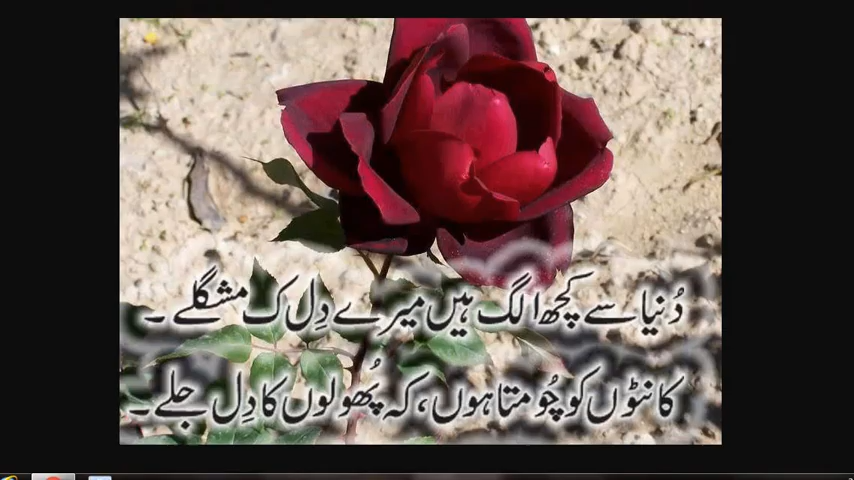 دُنیا سے کچھ الگ ہیں میرے دِل ک مشگلے ۔
کانٹوں کو چُومتا ہوں، کہ پُھولوں کا دِل جلے ۔